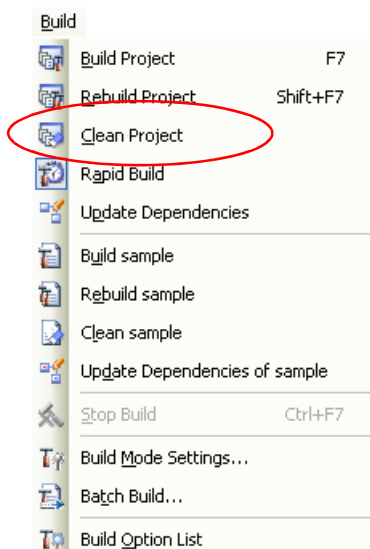 Build
Build Project F7
Rebuild Project Shift+F7
Clean Project
Rapid Build
Update Dependencies
Build sample
Rebuild sample
Clean sample
Update Dependencies of sample
Stop Build Ctrl+F7
Build Mode Settings...
Batch Build...
Build Option List